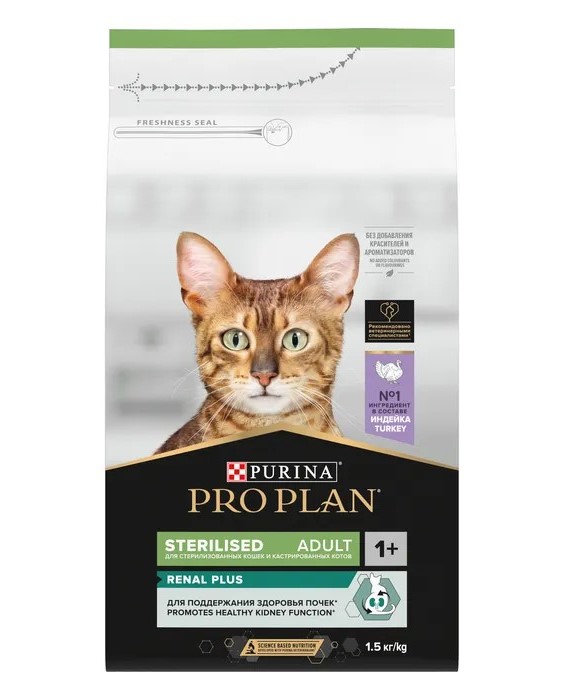 FRESHNESS SEAL
БЕЗ ДОБАВЛЕНИЯ
КРАСИТЕЛЕЙ И
АРОМАТИЗАТОРОВ
NO ADDED COLOURANTS
OR FLAVOURINGS
Рекомендовано
ветеринарными
специалистами*
№1
ИНГРЕДИЕНТ
В СОСТАВЕ
ИНДЕЙКА
TURKEY
PURINA®
PRO PLAN®
STERILISED ADULT 1+
ДЛЯ СТЕРИЛИЗОВАННЫХ КОШЕК И КАСТРИРОВАННЫХ КОТОВ
RENAL PLUS
ДЛЯ ПОДДЕРЖАНИЯ ЗДОРОВЬЯ ПОЧЕК*
PROMOTES HEALTHY KIDNEY FUNCTION*
SCIENCE BASED NUTRITION
1.5 кг/kg